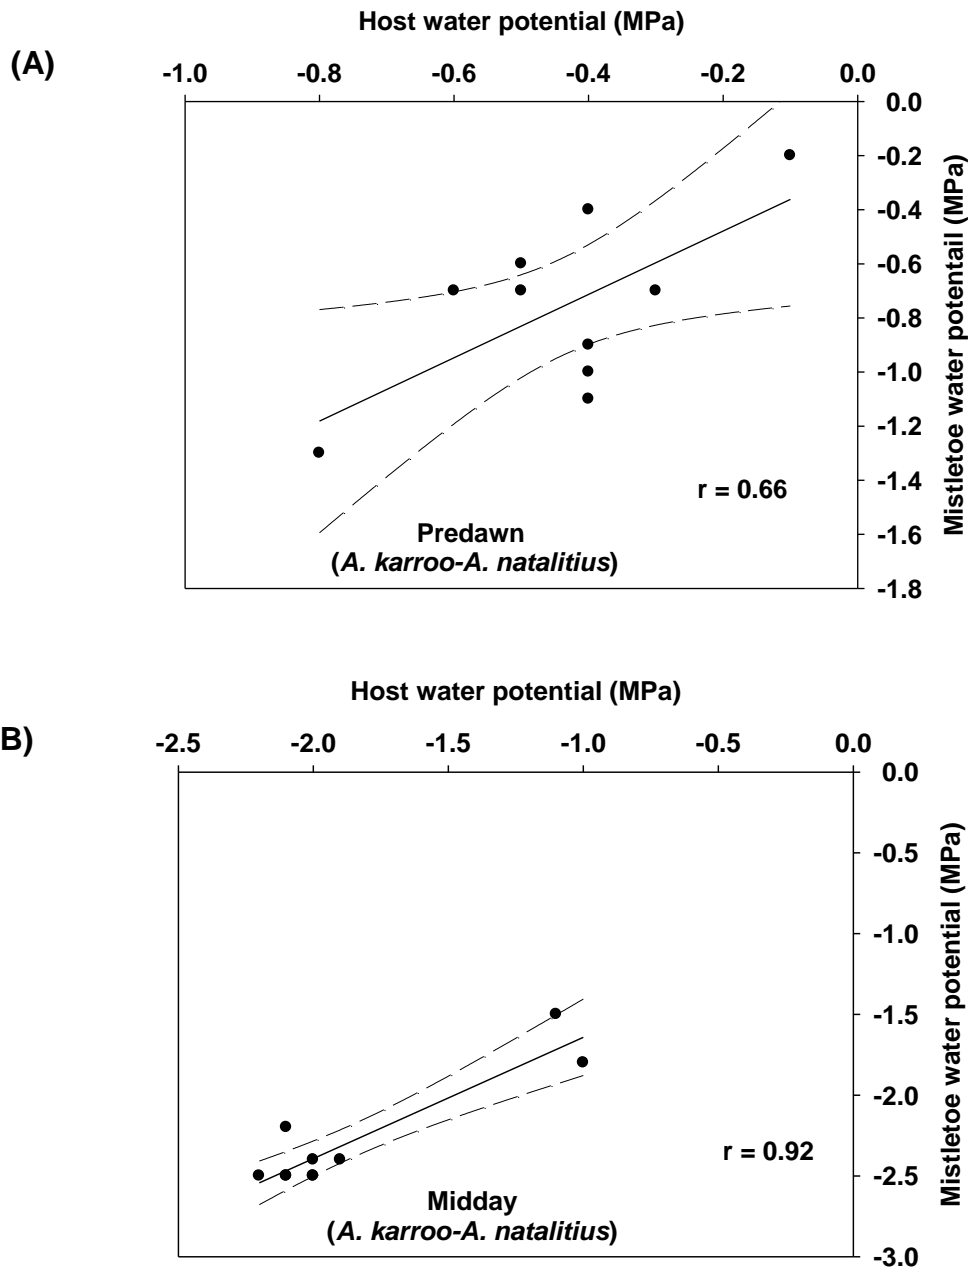 Host water potential (MPa)
(A)
-1.0 -0.8 -0.6 -0.4 -0.2 0.0
0.0
-0.2
-0.4
-0.6
-0.8
-1.0
-1.2
-1.4
-1.6
-1.8
Mistletoe water potentail (MPa)
r = 0.66
Predawn
(A. karroo-A. natalitius)
Host water potential (MPa)
B)
-2.5 -2.0 -1.5 -1.0 -0.5 0.0
0.0
-0.5
-1.0
-1.5
-2.0
-2.5
-3.0
Mistletoe water potential (MPa)
r = 0.92
Midday
(A. karroo-A. natalitius)